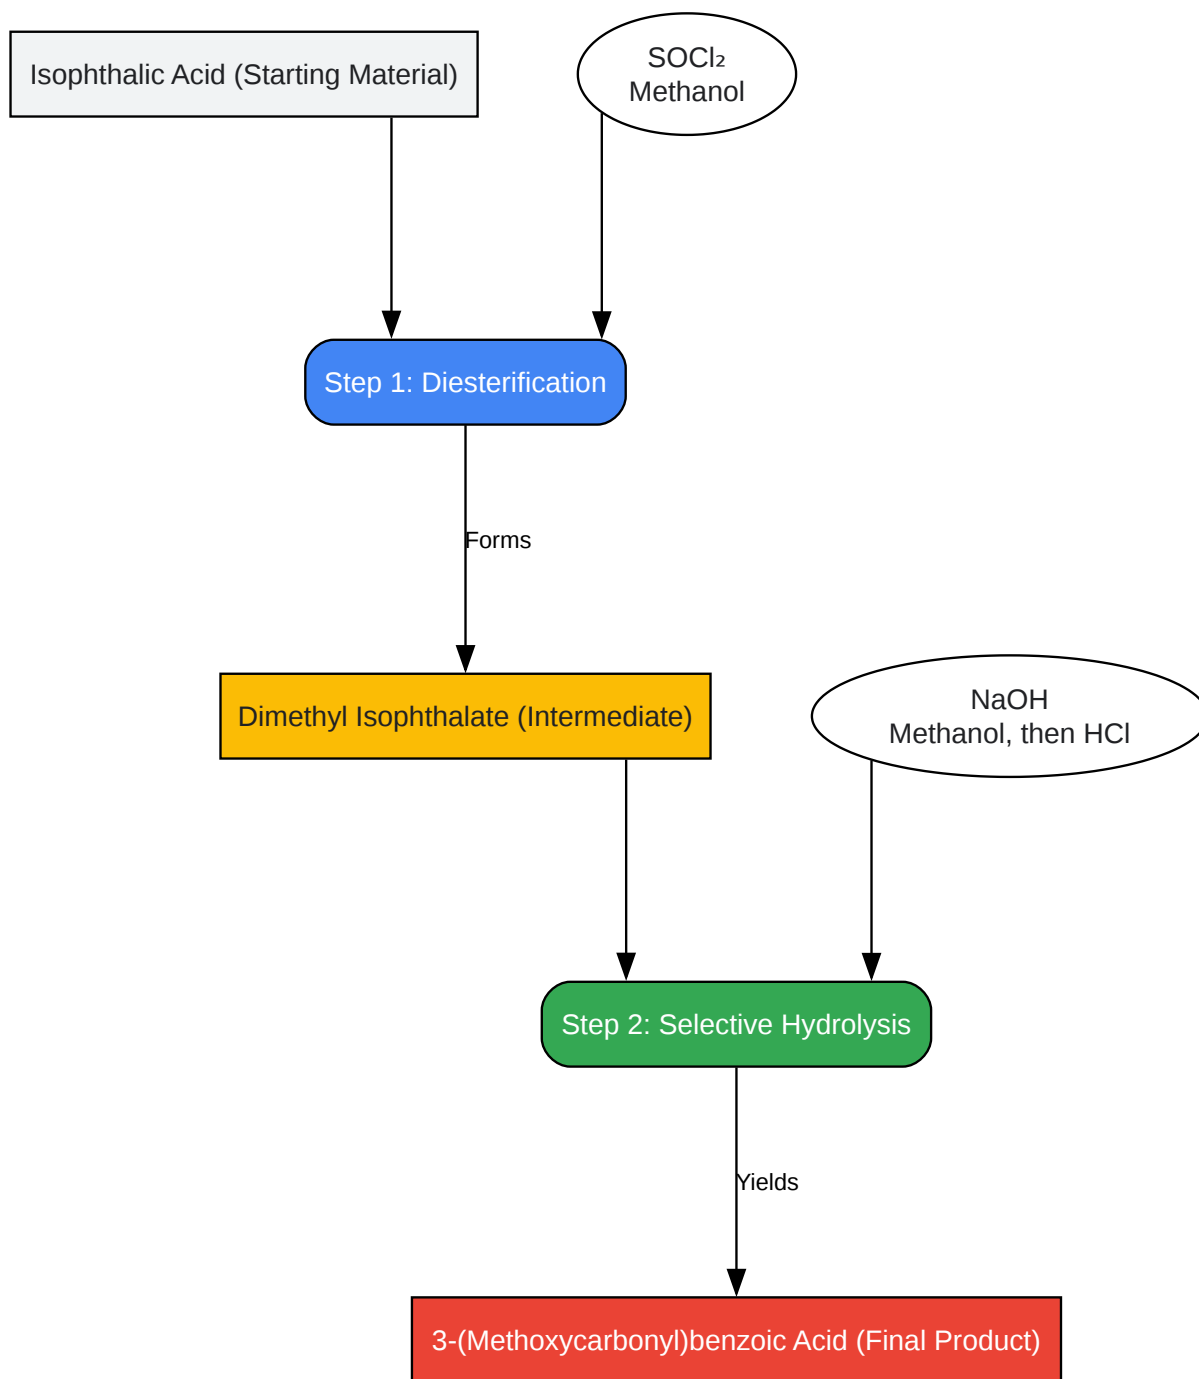 Isophthalic Acid (Starting Material)
SOCl₂
Methanol
Step 1: Diesterification
Forms
Dimethyl Isophthalate (Intermediate)
NaOH
Methanol, then HCl
Step 2: Selective Hydrolysis
Yields
3-(Methoxycarbonyl)benzoic Acid (Final Product)